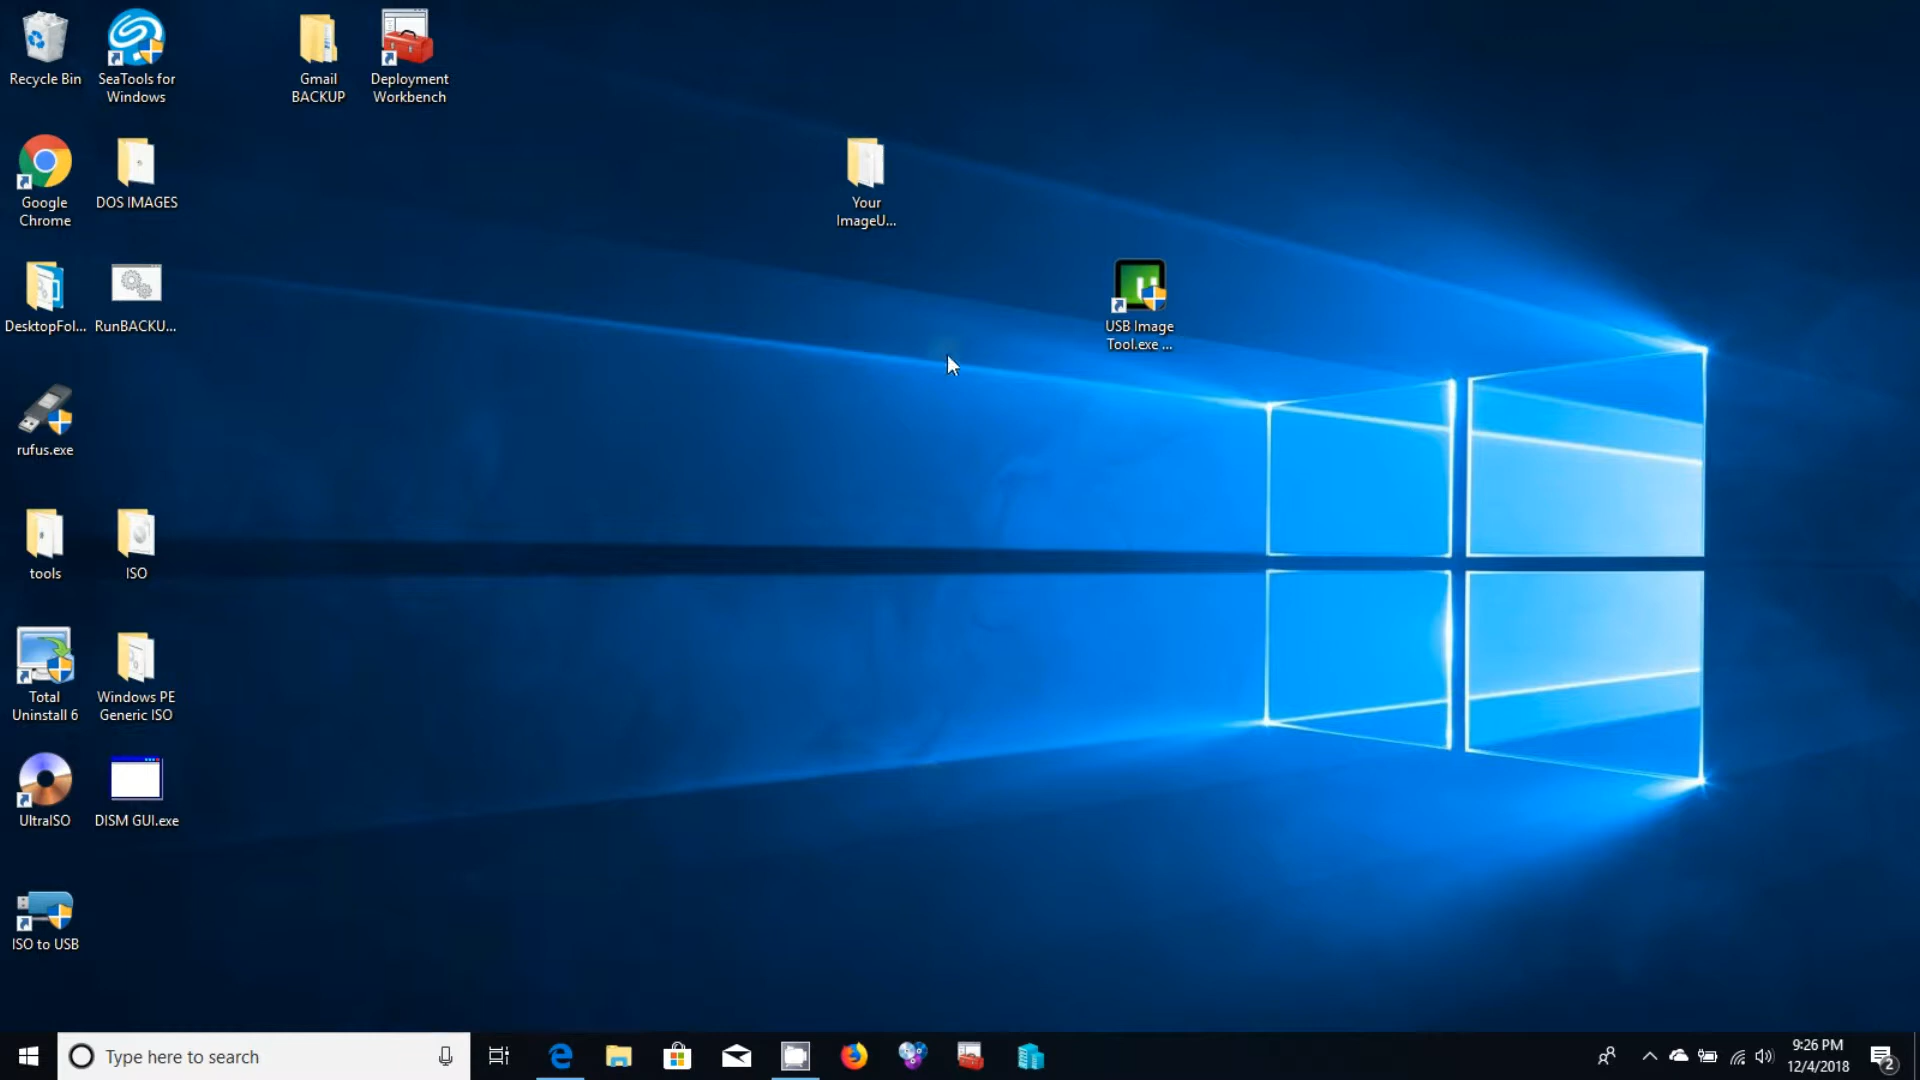 Recycle Bin
SeaTools for
Windows
Gmail
BACKUP
Deployment
Workbench
Google
Chrome
DOS IMAGES
Your
ImageU...
DesktopFol...
RunBACKU...
USB Image
Tool.exe ...
rufus.exe
tools
ISO
Total
Uninstall 6
Windows PE
Generic ISO
UltraISO
DISM GUI.exe
ISO to USB
Type here to search
9:26 PM
12/4/2018
2